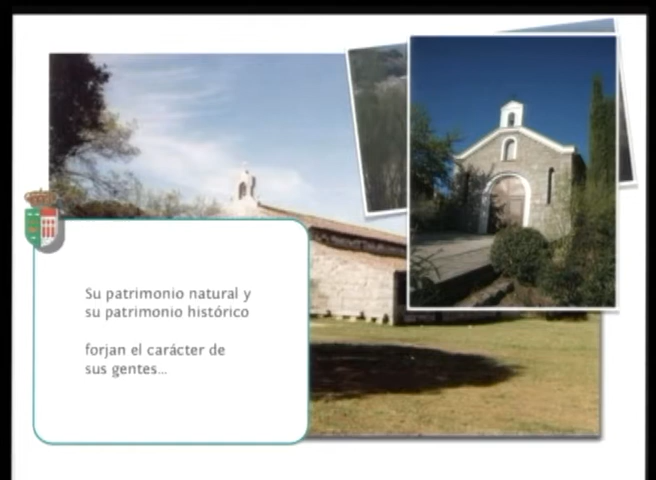 Su patrimonio natural y
su patrimonio histórico
forjan el carácter de
sus gentes...